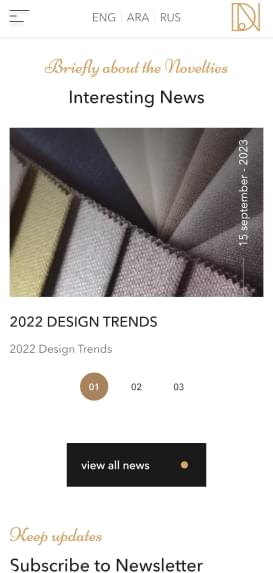 ENG | ARA | RUS
Briefly about the Novelties
Interesting News
15 september - 2023
2022 DESIGN TRENDS
2022 Design Trends
01 02 03
view all news
Keep updates
Subscribe to Newsletter